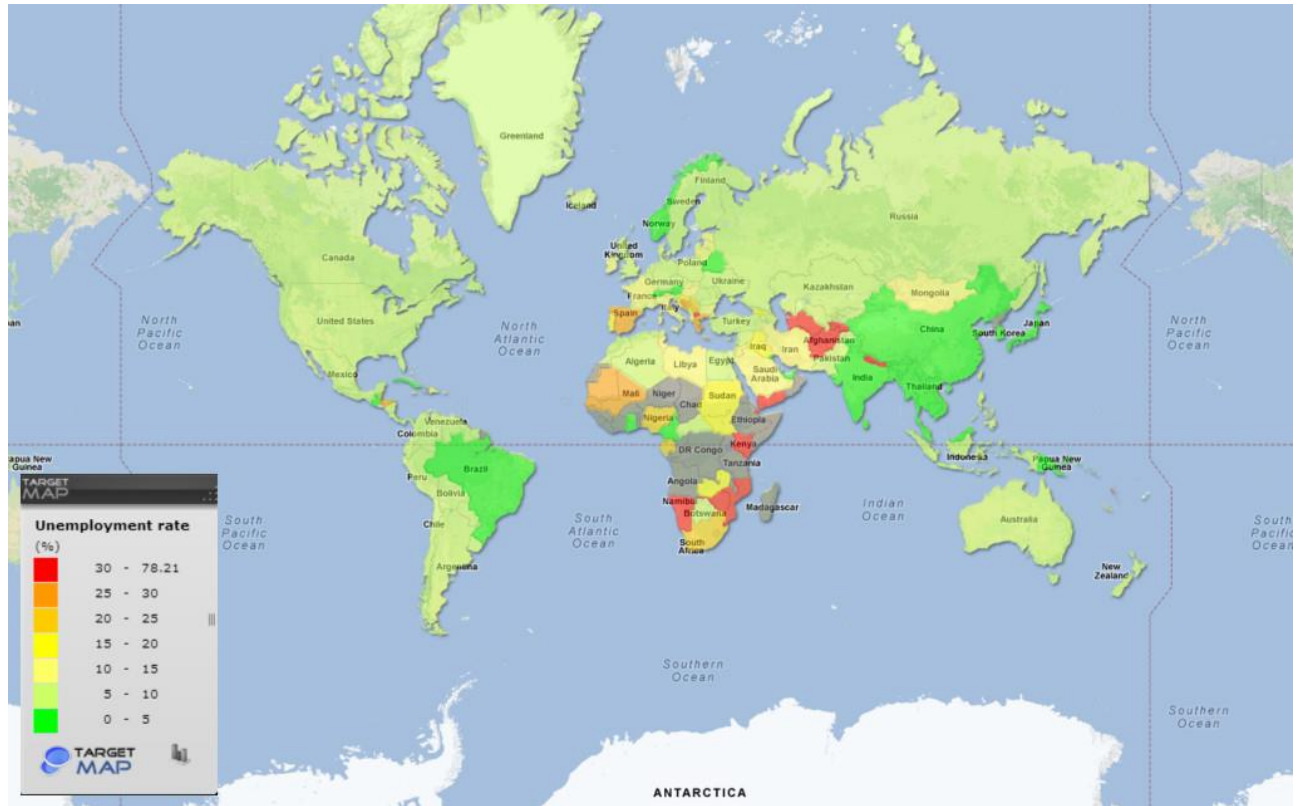 Greenland
Iceland
Finland
Sweden
Norway
Russia
United
Kingdom
Poland
Germany
Ukraine
Kazakhstan
Mongolia
France
Italy
Spain
Turkey
Canada
United States
North
Pacific
Ocean
North
Atlantic
Ocean
North
Pacific
Ocean
China
South Korea
Japan
Afghanistan
Iraq
Iran
Pakistan
Algeria
Libya
Egypt
Saudi
Arabia
India
Thailand
Mexico
Mali
Niger
Chad
Sudan
Nigeria
Ethiopia
Venezuela
Colombia
DR Congo
Kenya
Tanzania
Indonesia
Papua New
Guinea
apua New
Guinea
Brazil
Peru
Bolivia
Angola
Namibia
Botswana
Madagascar
Indian
Ocean
Australia
Chile
Argentina
South
Africa
South
Pacific
Ocean
South
Atlantic
Ocean
South
Pacific
Ocean
New
Zealand
Southern
Ocean
Southern
Ocean
ANTARCTICA
an
TARGET
MAP
Unemployment rate
(%)
30 - 78.21
25 - 30
20 - 25
15 - 20
10 - 15
5 - 10
0 - 5
TARGET
MAP